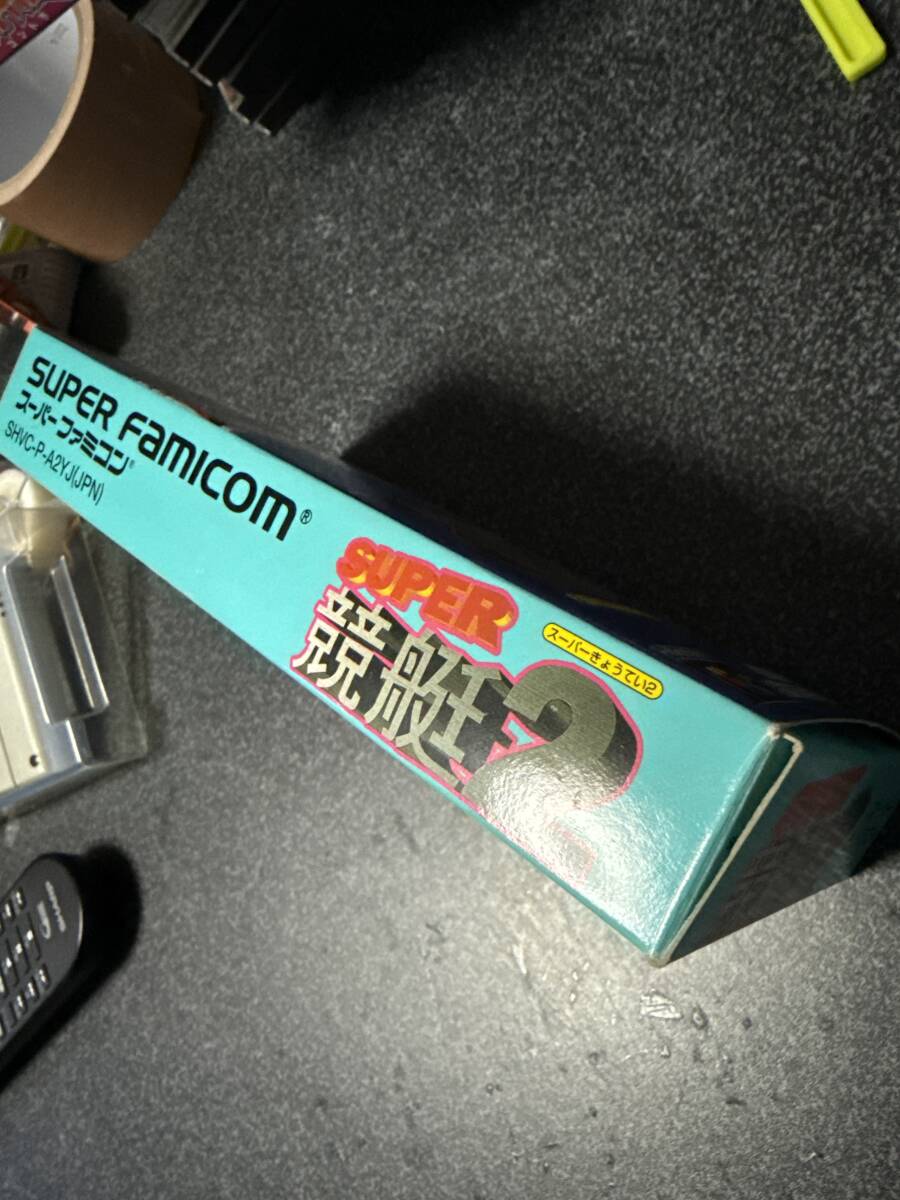 SUPER FAMICOM®
スーパーファミコン®
SHVC-P-A2YJ(JPN)
SUPER
競艇2
スーパーきょうてい2